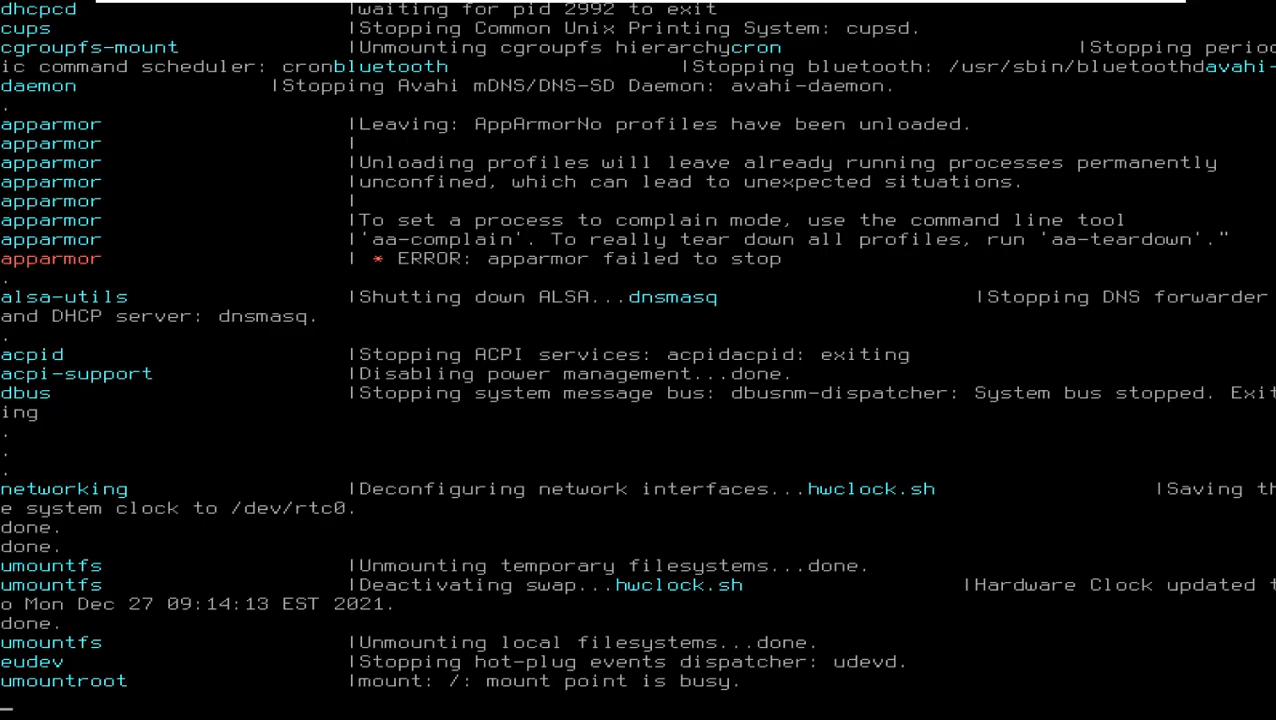 dhcpcd |waiting for pid 2992 to exit
cups |Stopping Common Unix Printing System: cupsd.
cgroupfs-mount |Unmounting cgroupfs hierarchycron |Stopping period
ic command scheduler: cronbluetooth |Stopping bluetooth: /usr/sbin/bluetoothdavahi-
daemon |Stopping Avahi mDNS/DNS-SD Daemon: avahi-daemon.
.
apparmor |Leaving: AppArmorNo profiles have been unloaded.
apparmor |
apparmor |Unloading profiles will leave already running processes permanently
apparmor |unconfined, which can lead to unexpected situations.
apparmor |
apparmor |To set a process to complain mode, use the command line tool
apparmor |'aa-complain'. To really tear down all profiles, run 'aa-teardown'."
apparmor | * ERROR: apparmor failed to stop
.
alsa-utils |Shutting down ALSA...dnsmasq |Stopping DNS forwarder
and DHCP server: dnsmasq.
.
acpid |Stopping ACPI services: acpidacpid: exiting
acpi-support |Disabling power management...done.
dbus |Stopping system message bus: dbusnm-dispatcher: System bus stopped. Exit
ing
.
.
.
networking |Deconfiguring network interfaces...hwclock.sh |Saving th
e system clock to /dev/rtc0.
done.
done.
umountfs |Unmounting temporary filesystems...done.
umountfs |Deactivating swap...hwclock.sh |Hardware Clock updated t
o Mon Dec 27 09:14:13 EST 2021.
done.
umountfs |Unmounting local filesystems...done.
eudev |Stopping hot-plug events dispatcher: udevd.
umountroot |mount: /: mount point is busy.
_